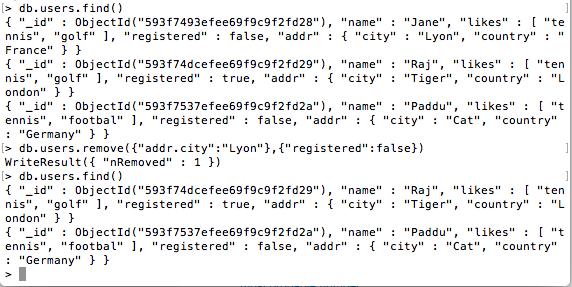 > db.users.find()
{ "_id" : ObjectId("593f7493efee69f9c9f2fd28"), "name" : "Jane", "likes" : [ "te
nnis", "golf" ], "registered" : false, "addr" : { "city" : "Lyon", "country" : "
France" } }
{ "_id" : ObjectId("593f74dcefee69f9c9f2fd29"), "name" : "Raj", "likes" : [ "ten
nis", "golf" ], "registered" : true, "addr" : { "city" : "Tiger", "country" : "L
ondon" } }
{ "_id" : ObjectId("593f7537efee69f9c9f2fd2a"), "name" : "Paddu", "likes" : [ "t
ennis", "footbal" ], "registered" : false, "addr" : { "city" : "Cat", "country"
: "Germany" } }
> db.users.remove({"addr.city":"Lyon"},{"registered":false})
WriteResult({ "nRemoved" : 1 })
> db.users.find()
{ "_id" : ObjectId("593f74dcefee69f9c9f2fd29"), "name" : "Raj", "likes" : [ "ten
nis", "golf" ], "registered" : true, "addr" : { "city" : "Tiger", "country" : "L
ondon" } }
{ "_id" : ObjectId("593f7537efee69f9c9f2fd2a"), "name" : "Paddu", "likes" : [ "t
ennis", "footbal" ], "registered" : false, "addr" : { "city" : "Cat", "country"
: "Germany" } }
>